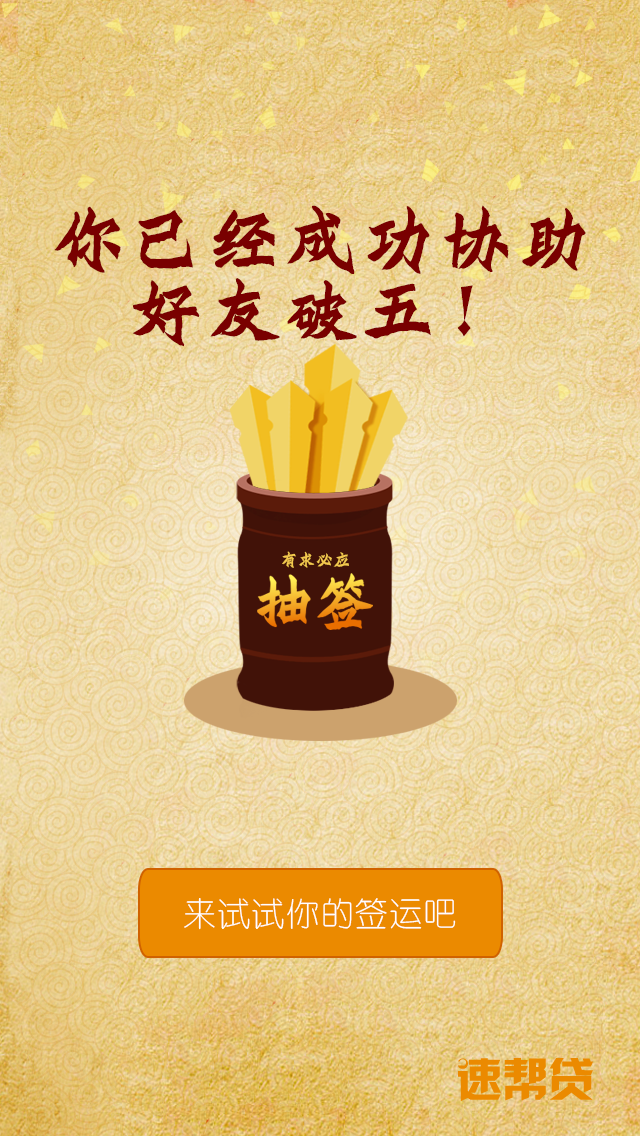 你已经成功协助
好友破五！
有求必应
抽签
来试试你的签运吧
速帮贷